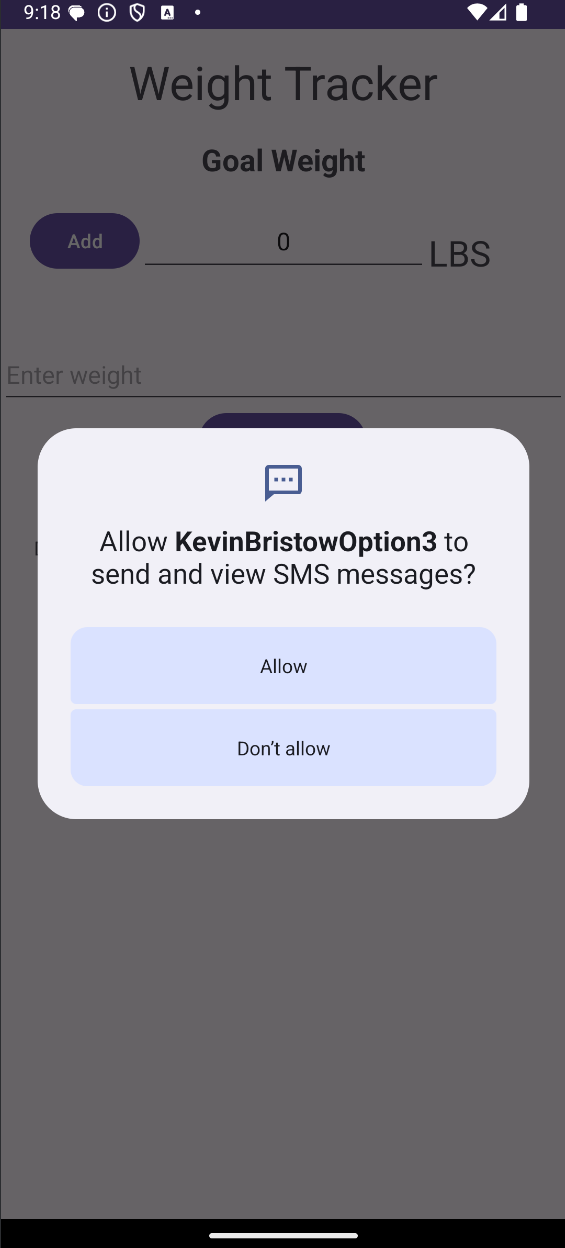 9:18
Weight Tracker
Goal Weight
Add 0 LBS
Enter weight
Allow KevinBristowOption3 to
send and view SMS messages?
Allow
Don’t allow